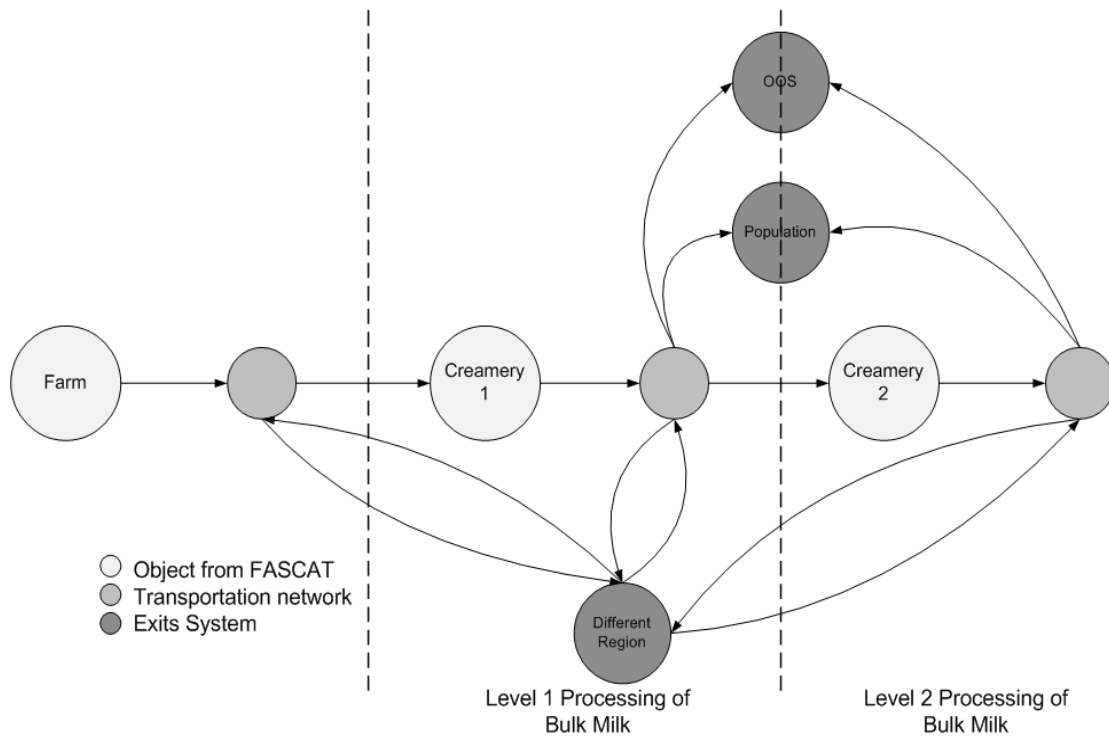 OOS
Population
Farm
Creamery
1
Creamery
2
Object from FASCAT
Transportation network
Exits System
Different
Region
Level 1 Processing of
Bulk Milk
Level 2 Processing of
Bulk Milk